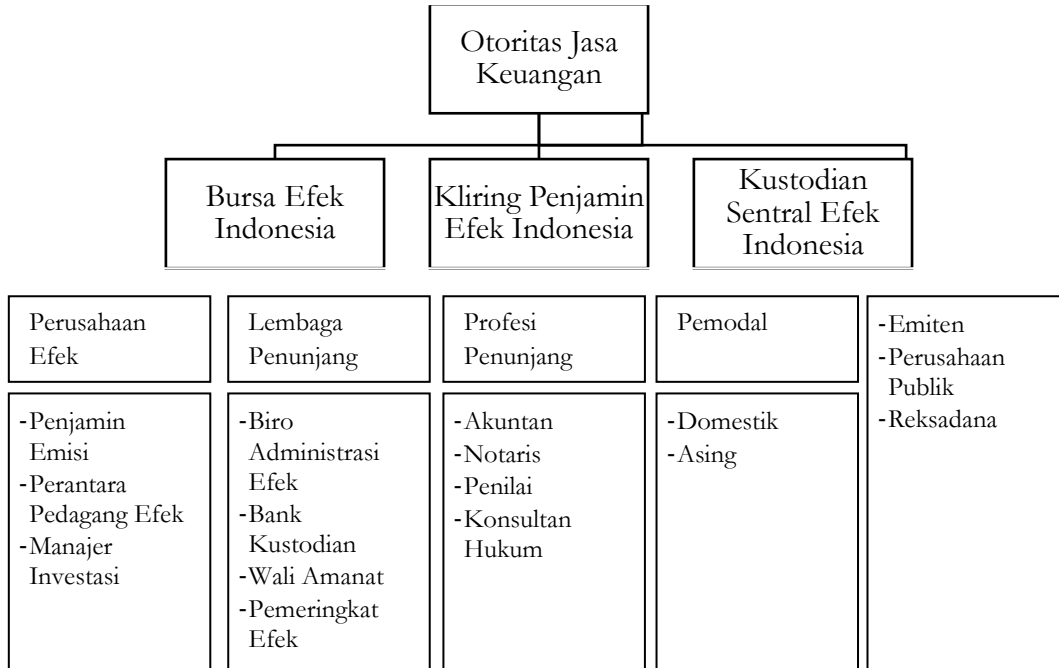 Otoritas Jasa
Keuangan
Bursa Efek
Indonesia
Kliring Penjamin
Efek Indonesia
Kustodian
Sentral Efek
Indonesia
Perusahaan
Efek
-Penjamin
Emisi
-Perantara
Pedagang Efek
-Manajer
Investasi
Lembaga
Penunjang
-Biro
Administrasi
Efek
-Bank
Kustodian
-Wali Amanat
-Pemeringkat
Efek
Profesi
Penunjang
-Akuntan
-Notaris
-Penilai
-Konsultan
Hukum
Pemodal
-Domestik
-Asing
-Emiten
-Perusahaan
Publik
-Reksadana